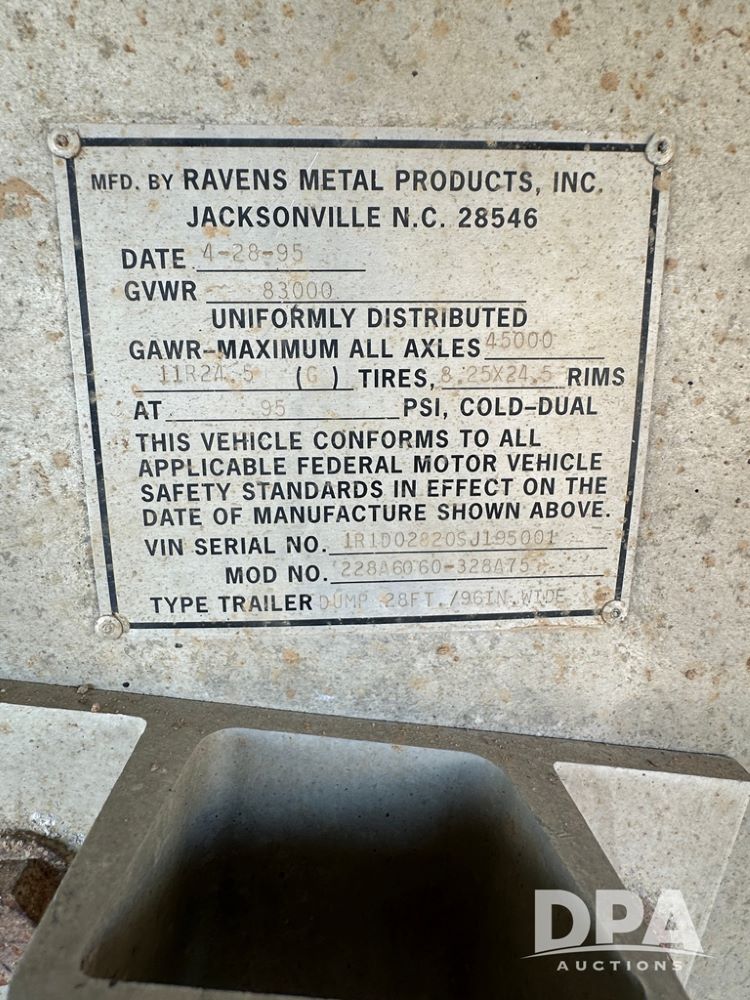 MFD. BY RAVENS METAL PRODUCTS, INC.
JACKSONVILLE N.C. 28546
DATE 4-28-95
GVWR 83000
UNIFORMLY DISTRIBUTED
GAWR-MAXIMUM ALL AXLES 45000
11R24.5 (G) TIRES, 8.25X24.5 RIMS
AT 95 PSI, COLD-DUAL
THIS VEHICLE CONFORMS TO ALL
APPLICABLE FEDERAL MOTOR VEHICLE
SAFETY STANDARDS IN EFFECT ON THE
DATE OF MANUFACTURE SHOWN ABOVE.
VIN SERIAL NO. 1R1D02820SJ195001
MOD NO. 228A6060-328A75
TYPE TRAILER DUMP 28FT./96IN.WIDE
DPA
AUCTIONS